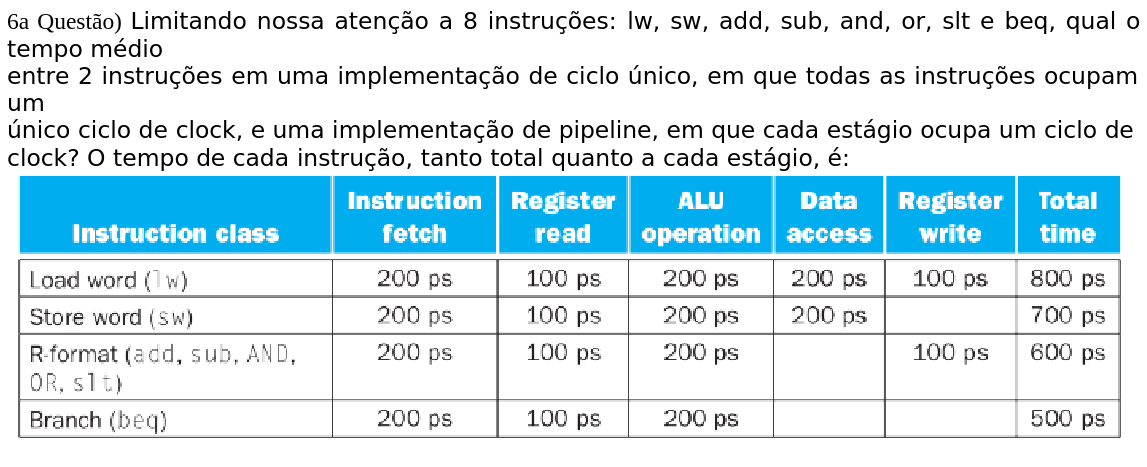 6a Questão) Limitando nossa atenção a 8 instruções: lw, sw, add, sub, and, or, slt e beq, qual o
tempo médio
entre 2 instruções em uma implementação de ciclo único, em que todas as instruções ocupam
um
único ciclo de clock, e uma implementação de pipeline, em que cada estágio ocupa um ciclo de
clock? O tempo de cada instrução, tanto total quanto a cada estágio, é:
Instruction class Instruction fetch Register read ALU operation Data access Register write Total time
Load word (lw) 200 ps 100 ps 200 ps 200 ps 100 ps 800 ps
Store word (sw) 200 ps 100 ps 200 ps 200 ps 700 ps
R-format (add, sub, AND, 200 ps 100 ps 200 ps 100 ps 600 ps
OR, slt)
Branch (beq) 200 ps 100 ps 200 ps 500 ps